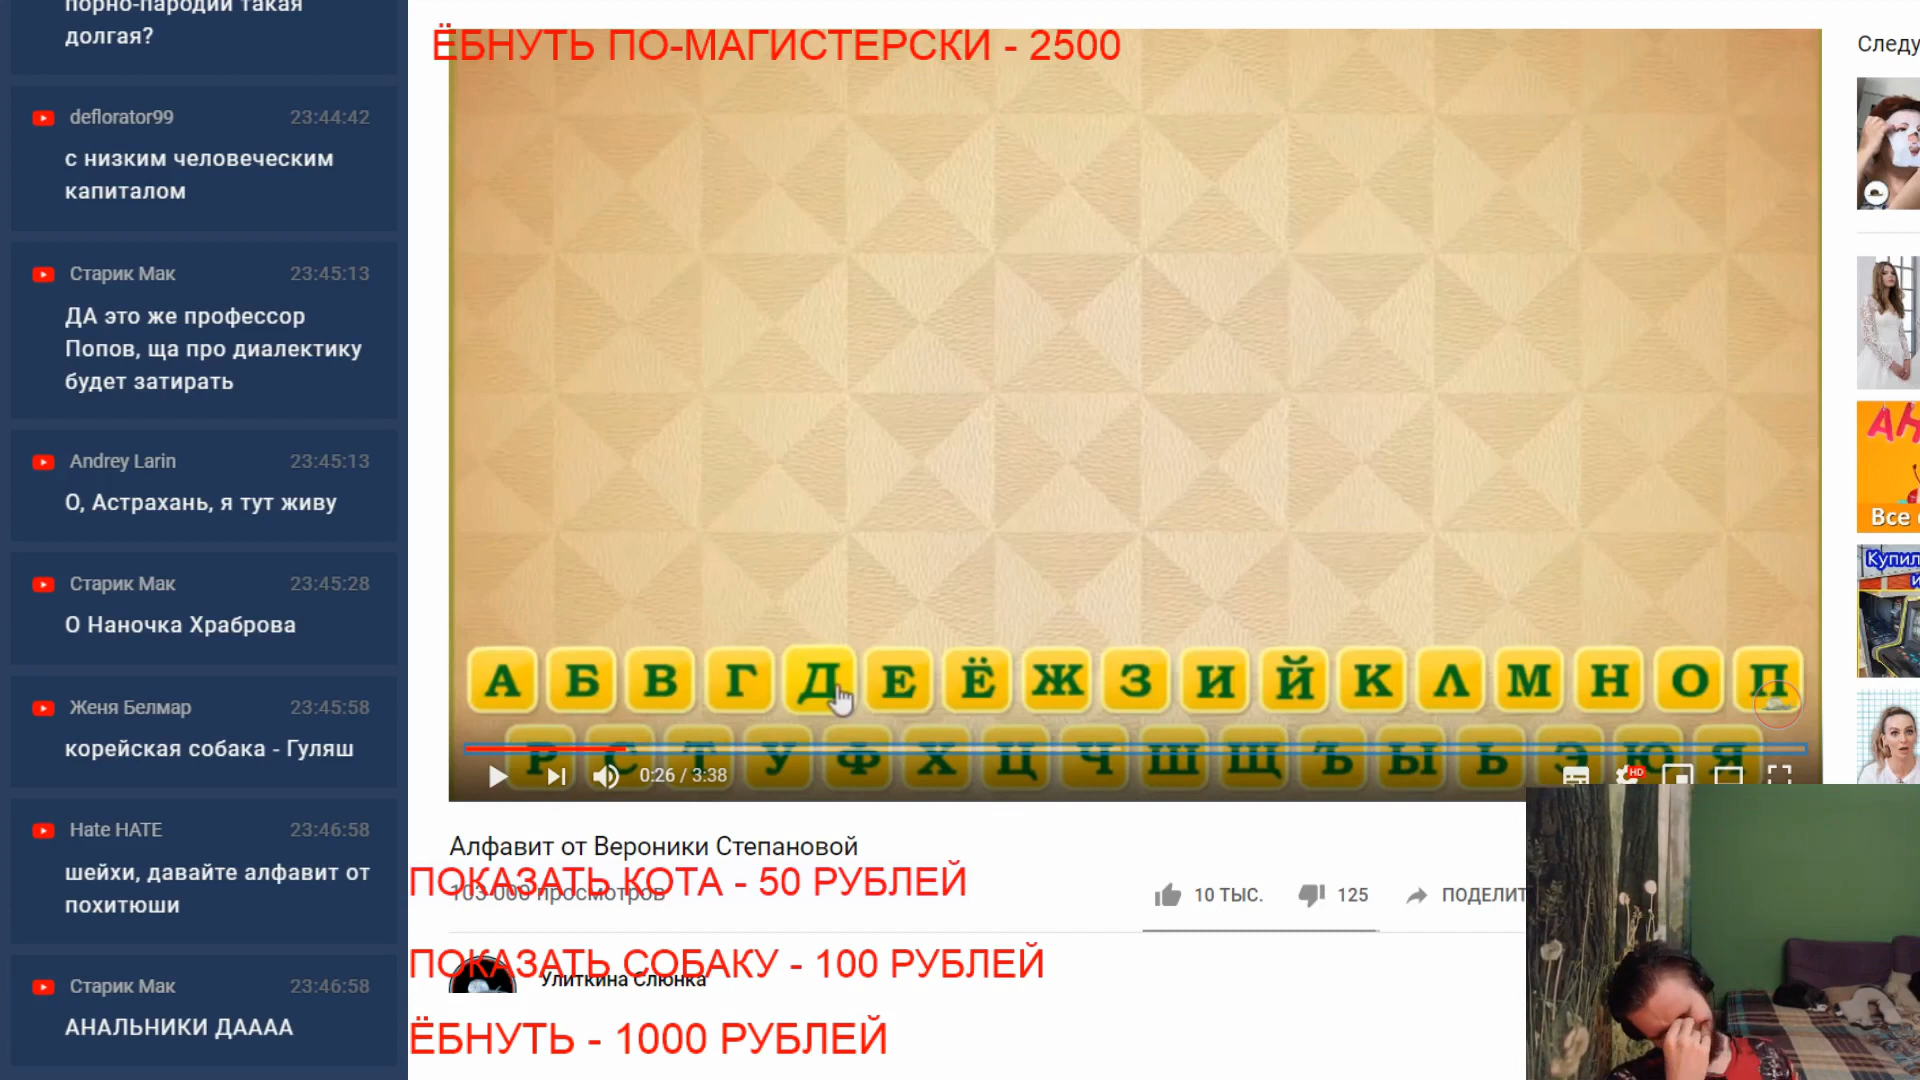 порно-пародии такая
долгая?
deflorator99 23:44:42
с низким человеческим
капиталом
Старик Мак 23:45:13
ДА это же профессор
Попов, ща про диалектику
будет затирать
Andrey Larin 23:45:13
О, Астрахань, я тут живу
Старик Мак 23:45:28
О Наночка Храброва
Женя Белмар 23:45:58
корейская собака - Гуляш
Hate HATE 23:46:58
шейхи, давайте алфавит от
похитюши
Старик Мак 23:46:58
АНАЛЬНИКИ ДАААА
ЁБНУТЬ ПО-МАГИСТЕРСКИ - 2500
А Б В Г Д Е Ё Ж З И Й К Л М Н О П
Р С Т У Ф Х Ц Ч Ш Щ Ъ Ы Ь Э Ю Я
0:26 / 3:38
HD
Алфавит от Вероники Степановой
ПОКАЗАТЬ КОТА - 50 РУБЛЕЙ
103 000 просмотров
10 ТЫС. 125 ПОДЕЛИТ
ПОКАЗАТЬ СОБАКУ - 100 РУБЛЕЙ
Улиткина Слюнка
ЁБНУТЬ - 1000 РУБЛЕЙ
Следу
АН
Все
Купил
и